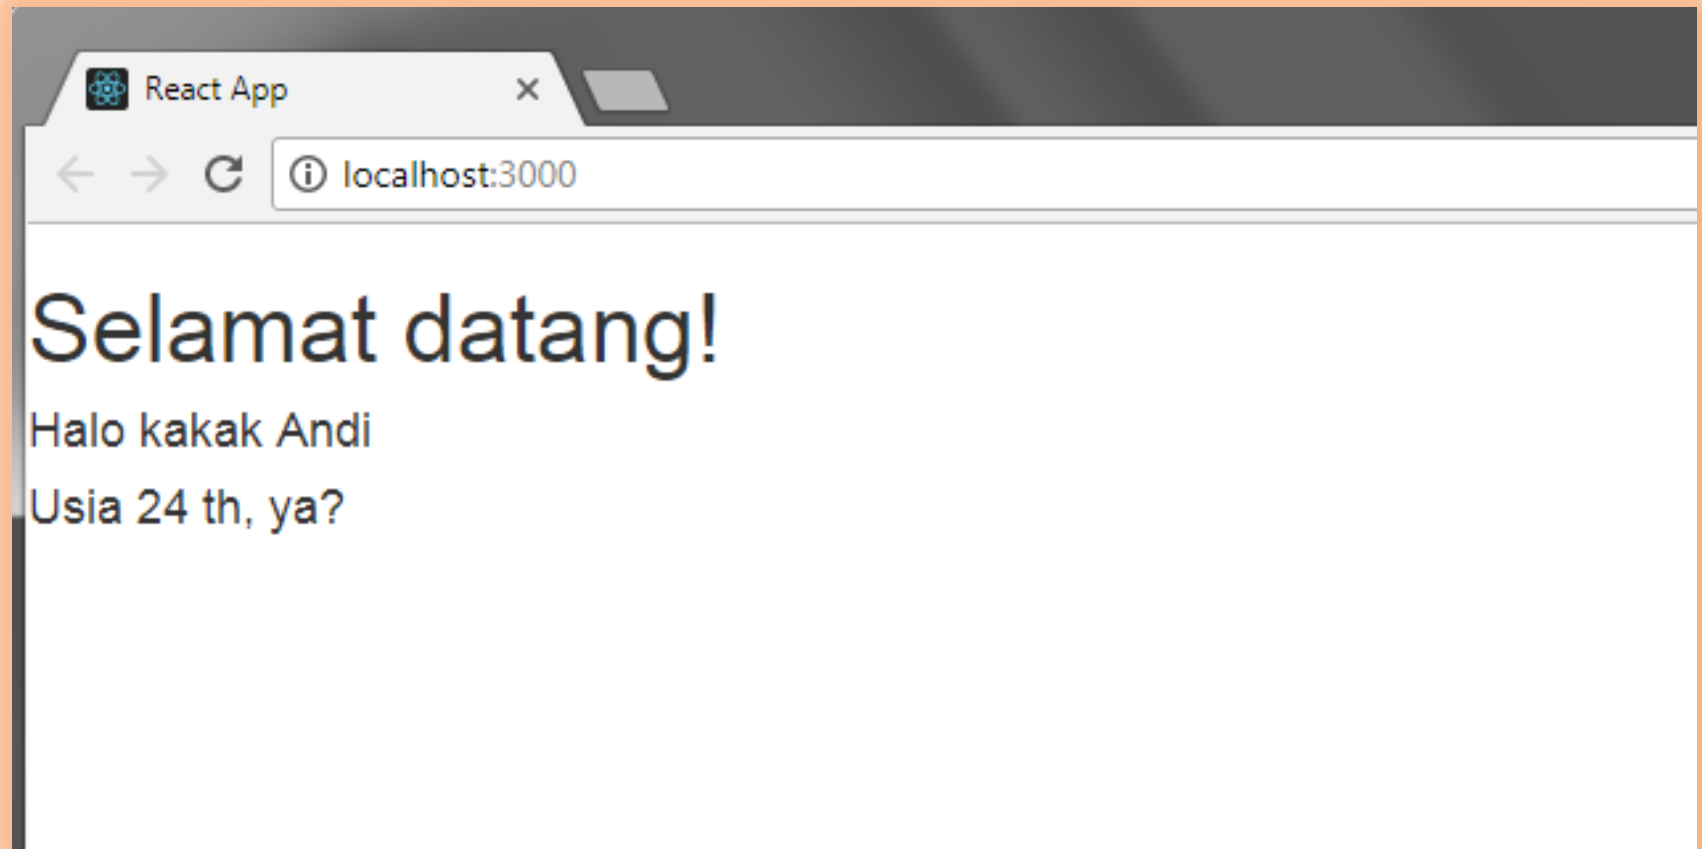 React App
localhost:3000
Selamat datang!
Halo kakak Andi
Usia 24 th, ya?